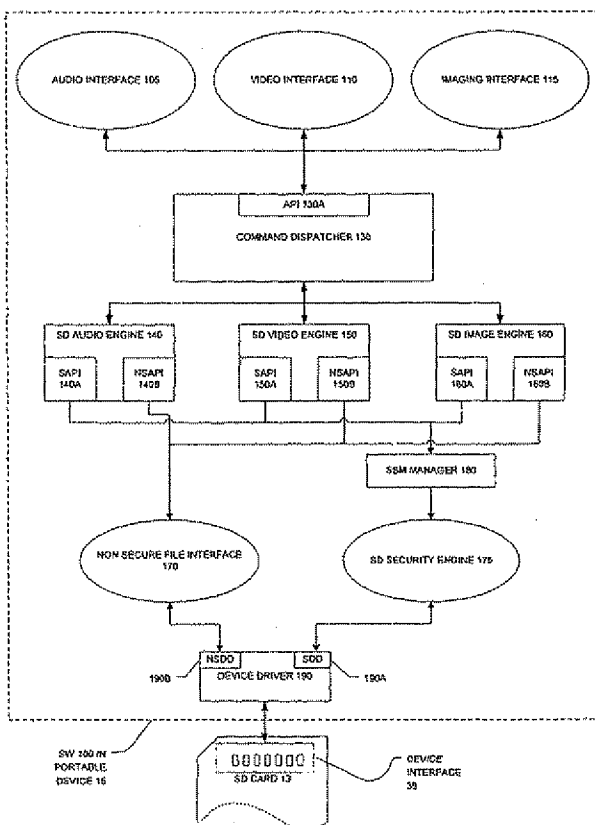 AUDIO INTERFACE 105
VIDEO INTERFACE 110
IMAGING INTERFACE 115
API 130A
COMMAND DISPATCHER 130
SD AUDIO ENGINE 140
SAPI
140A
NSAPI
140B
SD VIDEO ENGINE 150
SAPI
150A
NSAPI
150B
SD IMAGE ENGINE 160
SAPI
160A
NSAPI
160B
SSM MANAGER 180
NON SECURE FILE INTERFACE
170
SD SECURITY ENGINE 175
NSDD
SDD
190B
DEVICE DRIVER 190
190A
SW 100 IN
PORTABLE
DEVICE 15
SD CARD 13
DEVICE
INTERFACE